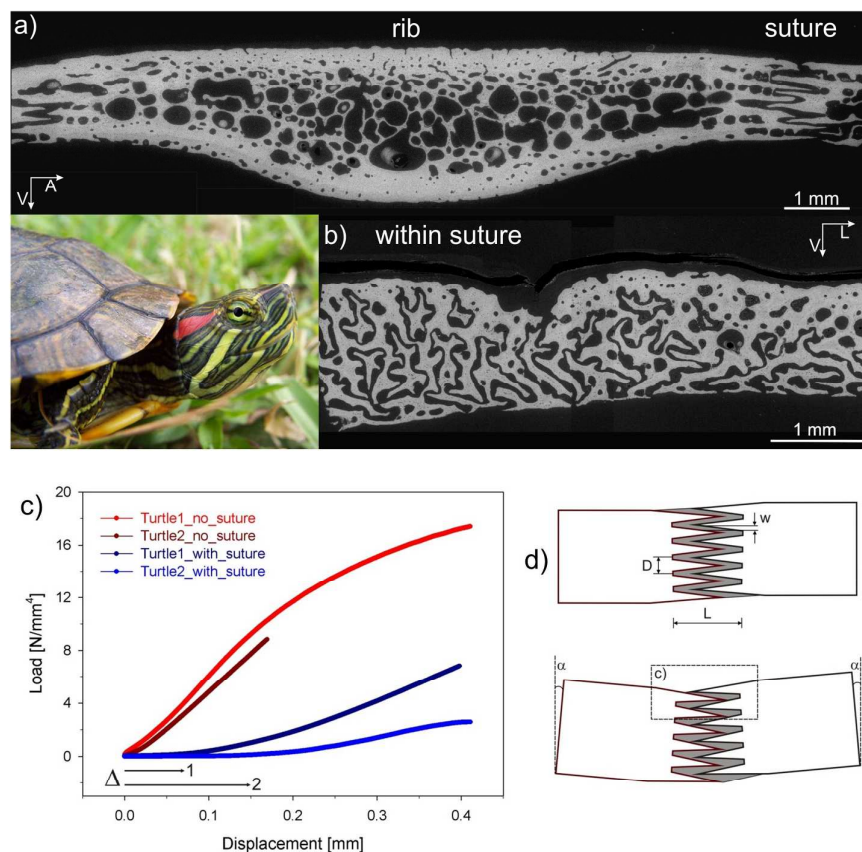 a)
rib
suture
A
V
1 mm
b)
within suture
L
V
1 mm
c)
20
16
12
8
4
0
Load [N/mm⁴]
Turtle1_no_suture
Turtle2_no_suture
Turtle1_with_suture
Turtle2_with_suture
Δ
1
2
0.0 0.1 0.2 0.3 0.4
Displacement [mm]
d)
w
D
L
α
c)
α